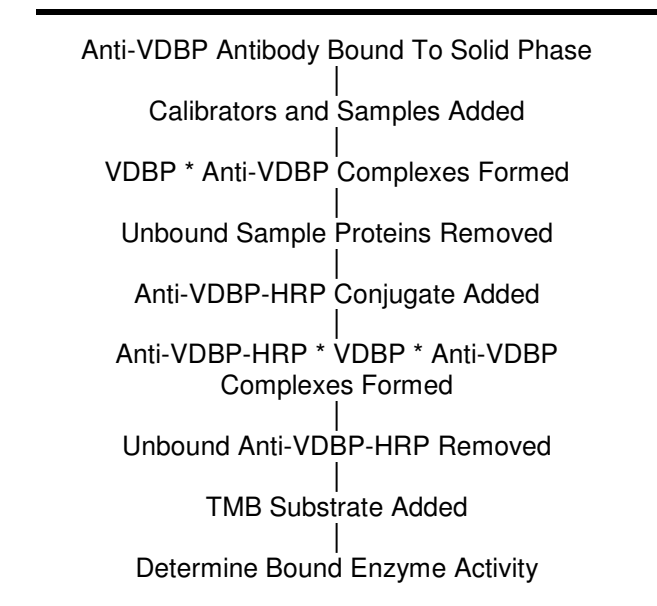 Anti-VDBP Antibody Bound To Solid Phase
Calibrators and Samples Added
VDBP * Anti-VDBP Complexes Formed
Unbound Sample Proteins Removed
Anti-VDBP-HRP Conjugate Added
Anti-VDBP-HRP * VDBP * Anti-VDBP
Complexes Formed
Unbound Anti-VDBP-HRP Removed
TMB Substrate Added
Determine Bound Enzyme Activity